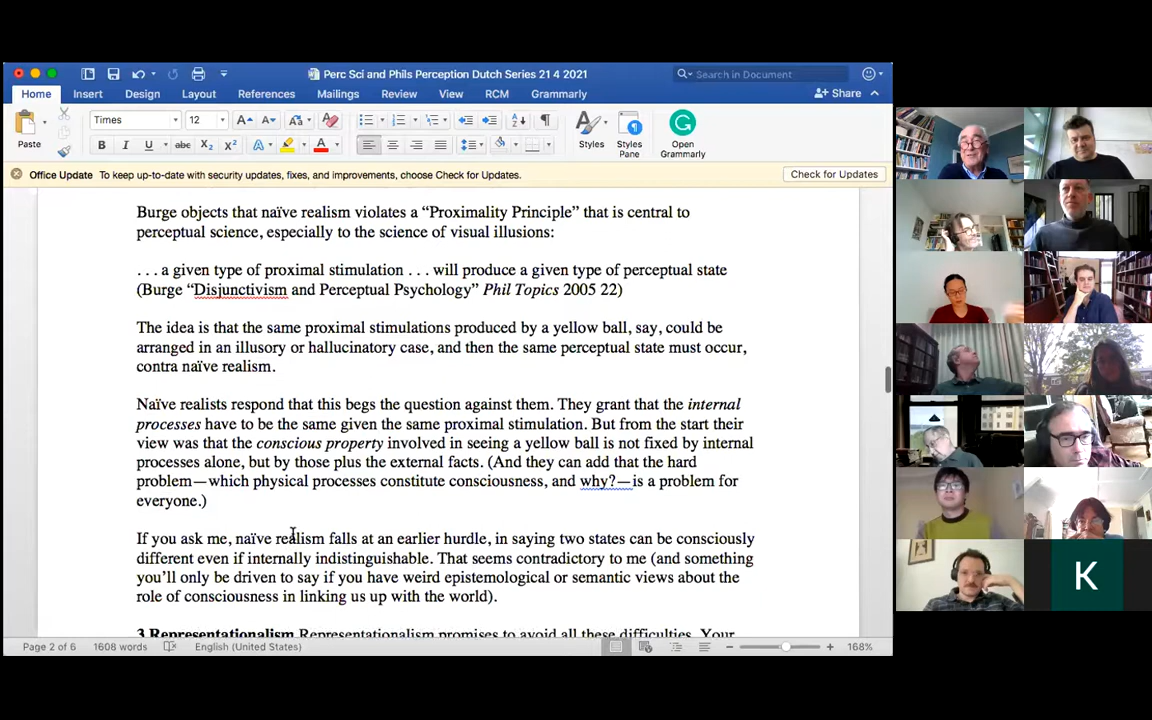 Perc Sci and Phils Perception Dutch Series 21 4 2021
Search in Document
Home Insert Design Layout References Mailings Review View RCM Grammarly
Share
Paste
Times 12
Styles Styles Pane Open Grammarly
Office Update To keep up-to-date with security updates, fixes, and improvements, choose Check for Updates.
Check for Updates
Burge objects that naïve realism violates a “Proximality Principle” that is central to
perceptual science, especially to the science of visual illusions:
. . . a given type of proximal stimulation . . . will produce a given type of perceptual state
(Burge “Disjunctivism and Perceptual Psychology” Phil Topics 2005 22)
The idea is that the same proximal stimulations produced by a yellow ball, say, could be
arranged in an illusory or hallucinatory case, and then the same perceptual state must occur,
contra naïve realism.
Naïve realists respond that this begs the question against them. They grant that the internal
processes have to be the same given the same proximal stimulation. But from the start their
view was that the conscious property involved in seeing a yellow ball is not fixed by internal
processes alone, but by those plus the external facts. (And they can add that the hard
problem—which physical processes constitute consciousness, and why?—is a problem for
everyone.)
If you ask me, naïve realism falls at an earlier hurdle, in saying two states can be consciously
different even if internally indistinguishable. That seems contradictory to me (and something
you’ll only be driven to say if you have weird epistemological or semantic views about the
role of consciousness in linking us up with the world).
3 Representationalism Representationalism promises to avoid all these difficulties. Your
Page 2 of 6 1608 words English (United States) 168%
K